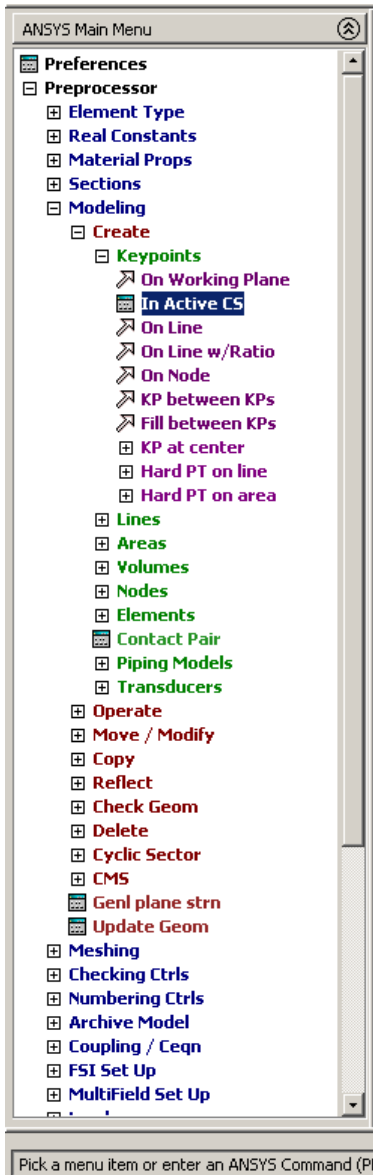 ANSYS Main Menu
Preferences
Preprocessor
Element Type
Real Constants
Material Props
Sections
Modeling
Create
Keypoints
On Working Plane
In Active CS
On Line
On Line w/Ratio
On Node
KP between KPs
Fill between KPs
KP at center
Hard PT on line
Hard PT on area
Lines
Areas
Volumes
Nodes
Elements
Contact Pair
Piping Models
Transducers
Operate
Move / Modify
Copy
Reflect
Check Geom
Delete
Cyclic Sector
CMS
Genl plane strn
Update Geom
Meshing
Checking Ctrls
Numbering Ctrls
Archive Model
Coupling / Ceqn
FSI Set Up
MultiField Set Up
Pick a menu item or enter an ANSYS Command (P